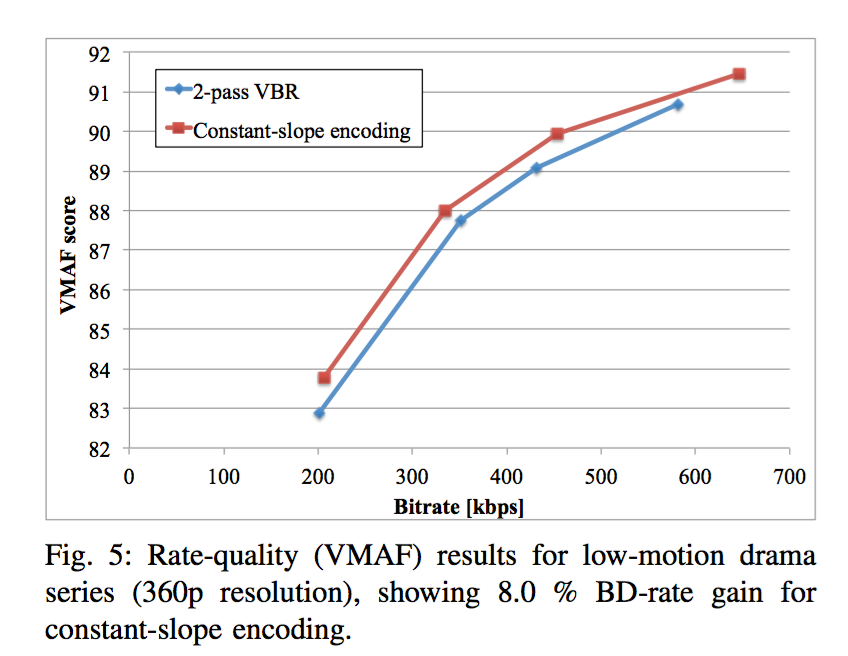 92
91
90
89
88
87
86
85
84
83
82
VMAF score
2-pass VBR
Constant-slope encoding
0 100 200 300 400 500 600 700
Bitrate [kbps]
Fig. 5: Rate-quality (VMAF) results for low-motion drama
series (360p resolution), showing 8.0 % BD-rate gain for
constant-slope encoding.